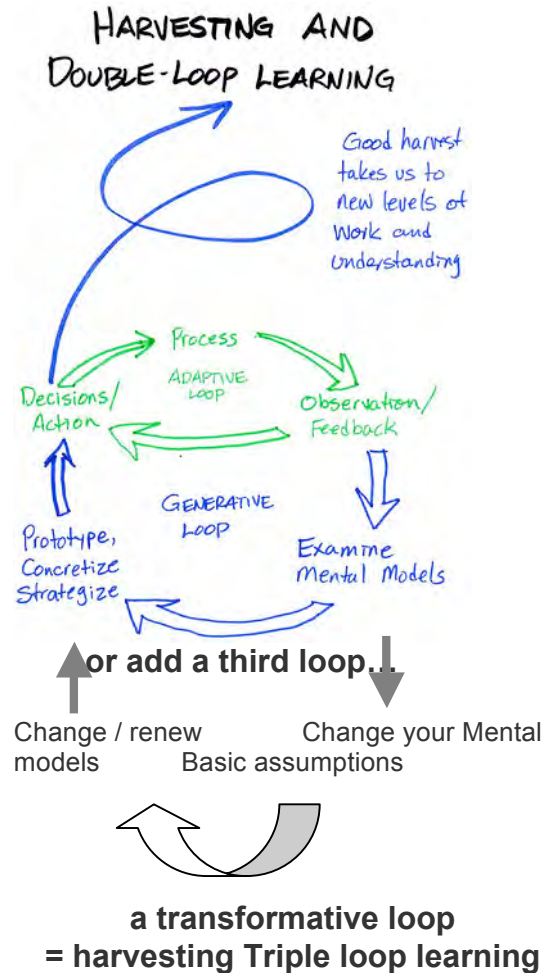 HARVESTING AND
DOUBLE-LOOP LEARNING
Good harvest
takes us to
new levels of
Work and
understanding
Process
ADAPTIVE
LOOP
Decisions/
Action
Observation/
Feedback
GENERATIVE
LOOP
Prototype,
Concretize
Strategize
Examine
Mental Models
or add a third loop...
Change / renew Change your Mental
models Basic assumptions
a transformative loop
= harvesting Triple loop learning